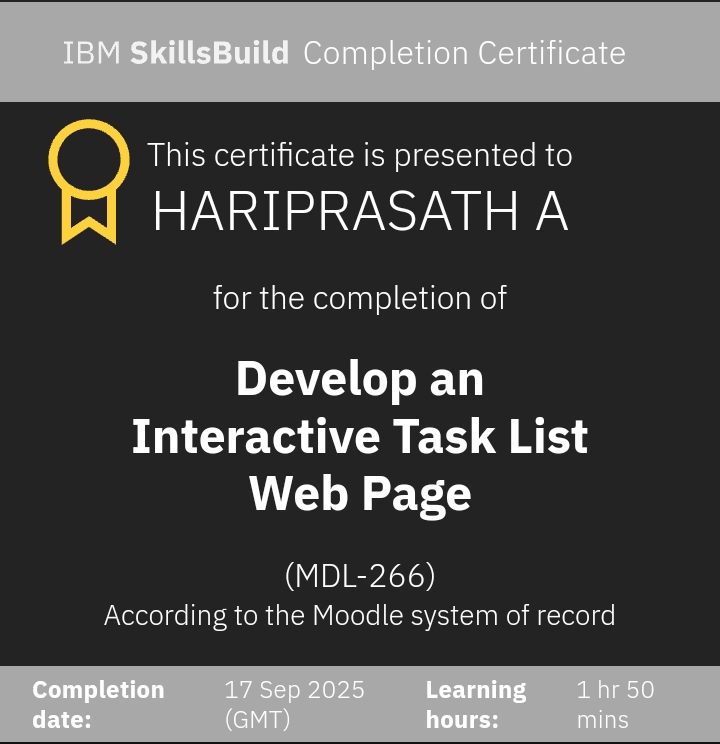 IBM SkillsBuild Completion Certificate
This certificate is presented to
HARIPRASATH A
for the completion of
Develop an
Interactive Task List
Web Page
(MDL-266)
According to the Moodle system of record
Completion date:
17 Sep 2025 (GMT)
Learning hours:
1 hr 50 mins